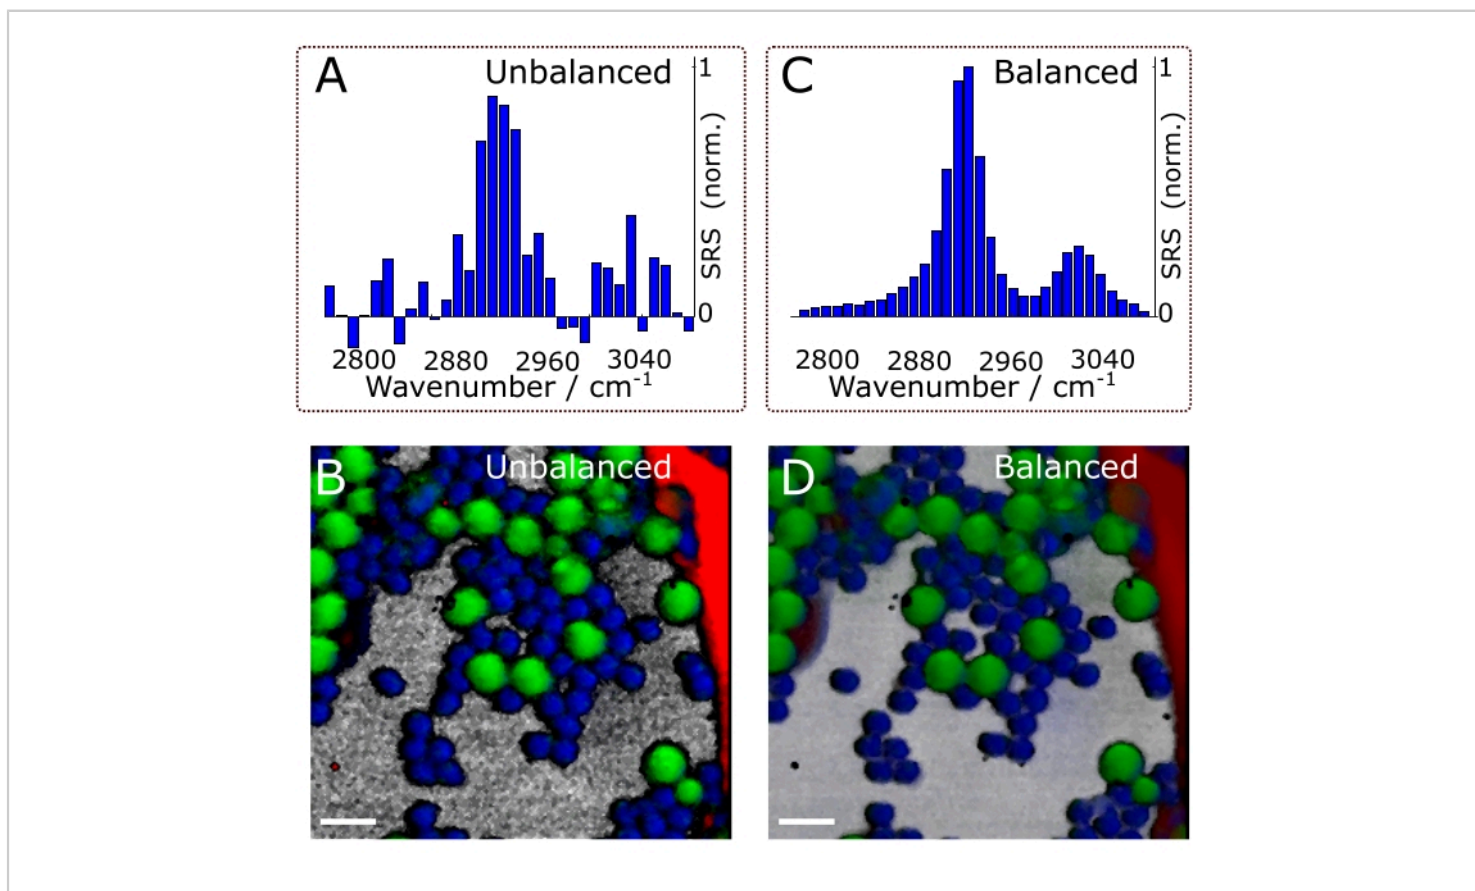 A
Unbalanced
1
SRS (norm.)
0
2800 2880 2960 3040
Wavenumber / cm-1
C
Balanced
1
SRS (norm.)
0
2800 2880 2960 3040
Wavenumber / cm-1
B
Unbalanced
D
Balanced